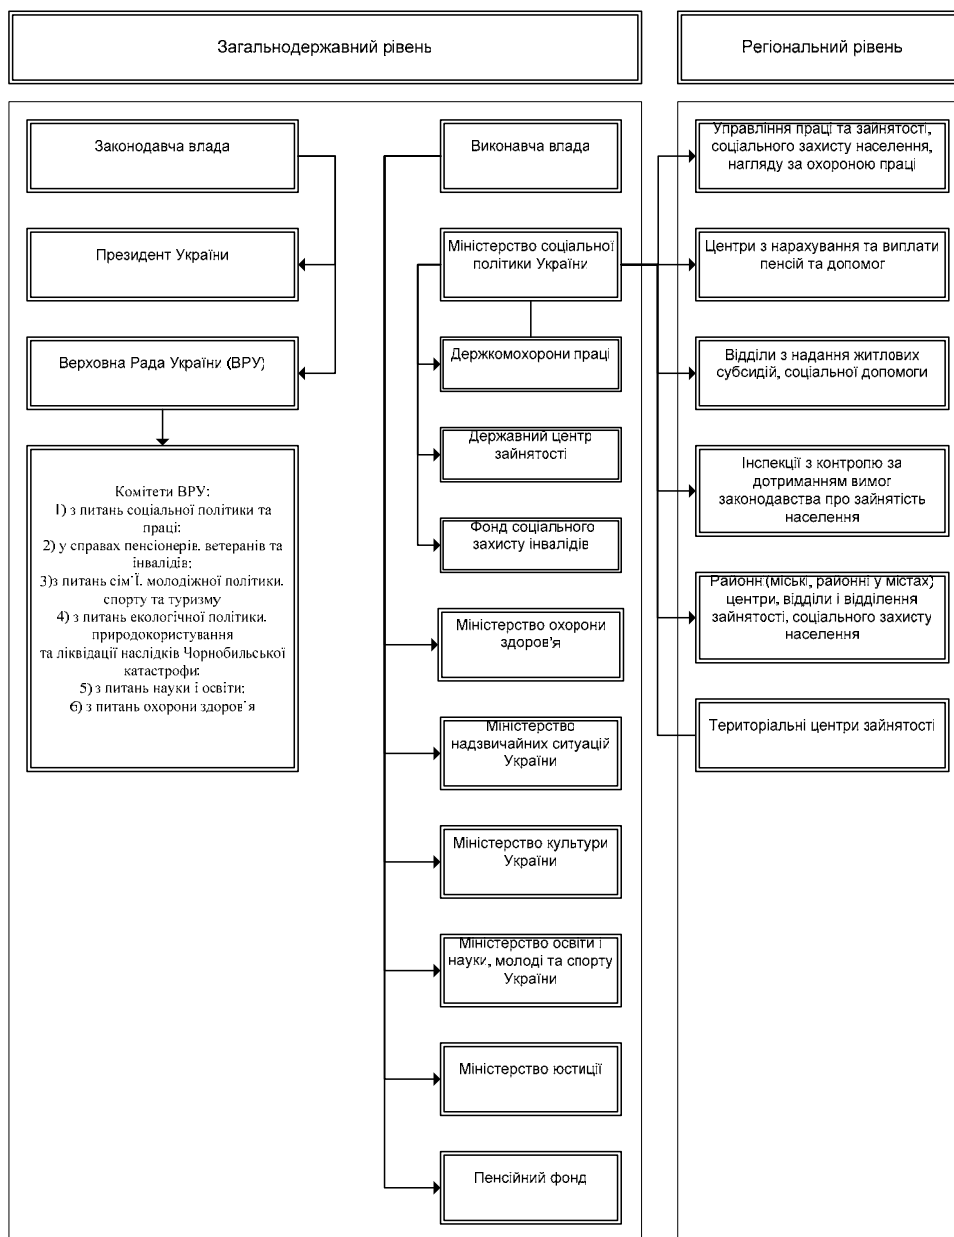 Загальнодержавний рівень
Регіональний рівень
Законодавча влада
Президент України
Верховна Рада України (ВРУ)
Комітети ВРУ:
1) з питань соціальної політики та
праці;
2) у справах пенсіонерів, ветеранів та
інвалідів;
3)з питань сім'ї, молодіжної політики,
спорту та туризму
4) з питань екологічної політики,
природокористування
та ліквідації наслідків Чорнобильської
катастрофи;
5) з питань науки і освіти;
6) з питань охорони здоров'я
Виконавча влада
Міністерство соціальної
політики України
Держкомохорони праці
Державний центр
зайнятості
Фонд соціального
захисту інвалідів
Міністерство охорони
здоров'я
Міністерство
надзвичайних ситуацій
України
Міністерство культури
України
Міністерство освіти і
науки, молоді та спорту
України
Міністерство юстиції
Пенсійний фонд
Управління праці та зайнятості,
соціального захисту населення,
нагляду за охороною праці
Центри з нарахування та виплати
пенсій та допомог
Відділи з надання житлових
субсидій, соціальної допомоги
Інспекції з контролю за
дотриманням вимог
законодавства про зайнятість
населення
Районні (міські, районні у містах)
центри, відділи і відділення
зайнятості, соціального захисту
населення
Територіальні центри зайнятості